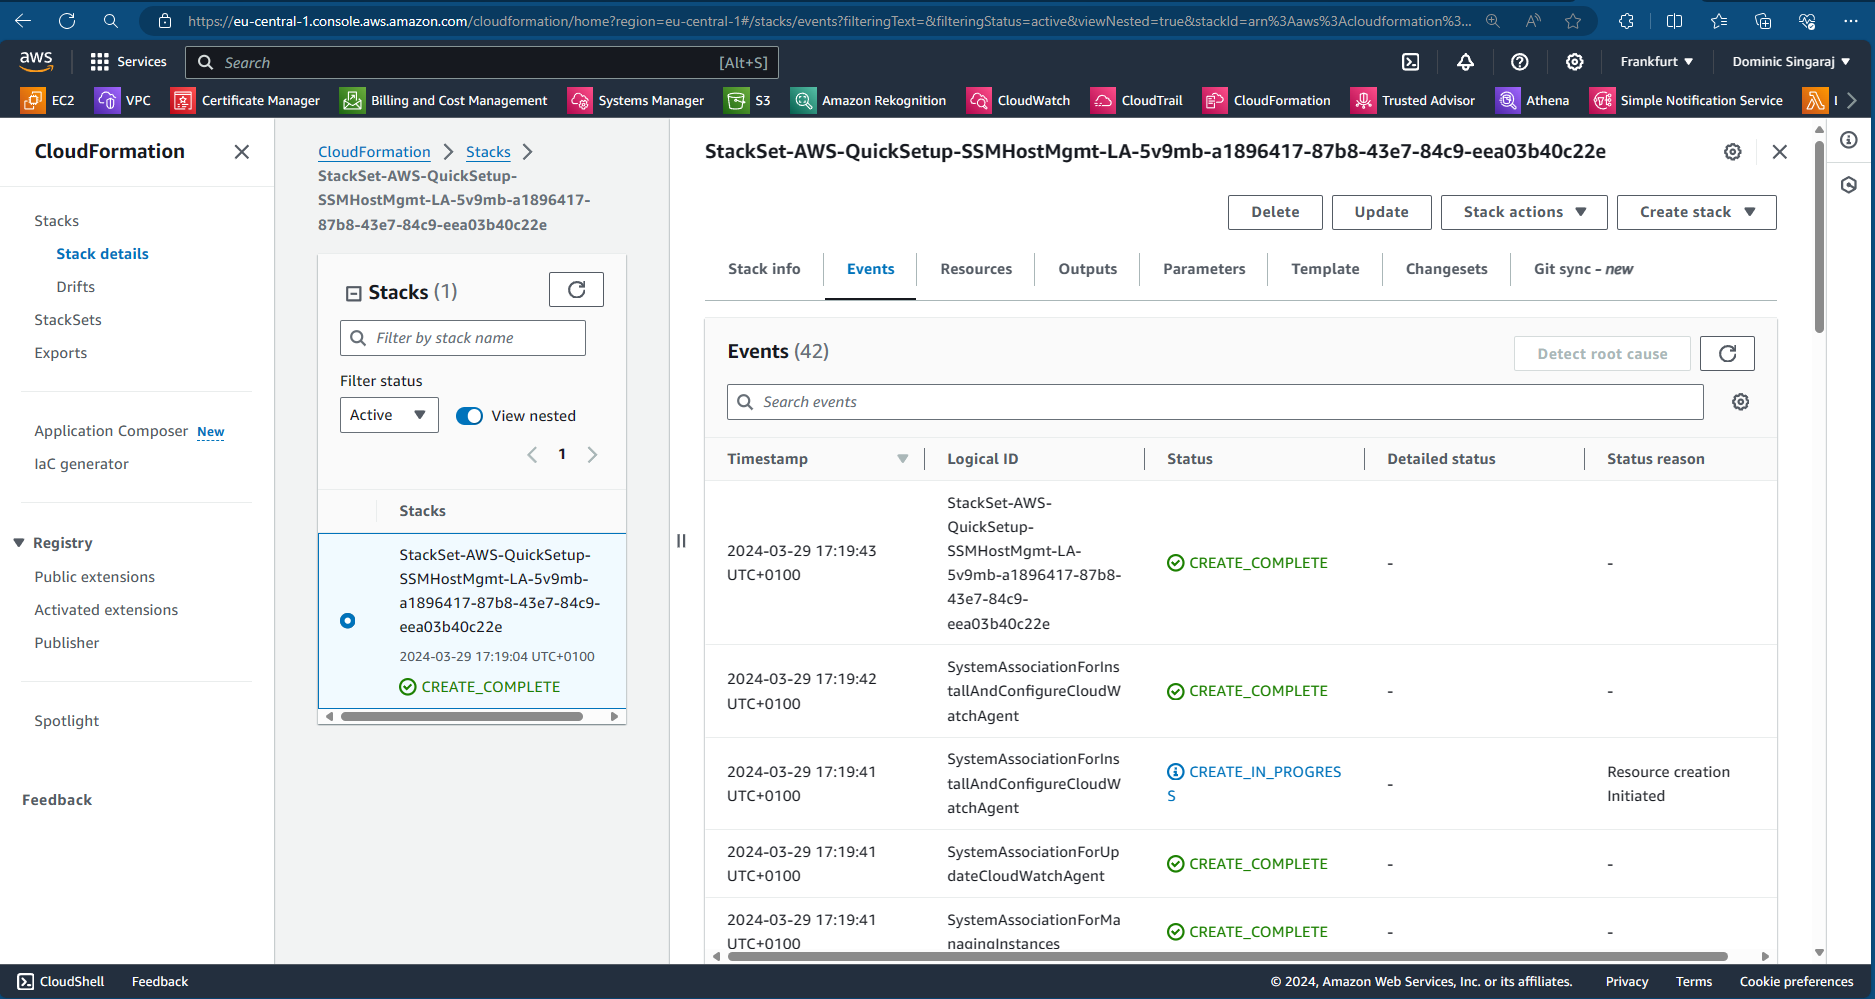 https://eu-central-1.console.aws.amazon.com/cloudformation/home?region=eu-central-1#/stacks/events?filteringText=&filteringStatus=active&viewNested=true&stackId=arn%3Aaws%3Acloudformation%3...
aws Services Search [Alt+S] Frankfurt ▼ Dominic Singaraj ▼
EC2 VPC Certificate Manager Billing and Cost Management Systems Manager S3 Amazon Rekognition CloudWatch CloudTrail CloudFormation Trusted Advisor Athena Simple Notification Service
CloudFormation
Stacks
Stack details
Drifts
StackSets
Exports
Application Composer New
IaC generator
Registry
Public extensions
Activated extensions
Publisher
Spotlight
Feedback
CloudFormation > Stacks >
StackSet-AWS-QuickSetup-
SSMHostMgmt-LA-5v9mb-a1896417-
87b8-43e7-84c9-eea03b40c22e
Stacks (1)
Filter by stack name
Filter status
Active View nested
1
Stacks
StackSet-AWS-QuickSetup-
SSMHostMgmt-LA-5v9mb-
a1896417-87b8-43e7-84c9-
eea03b40c22e
2024-03-29 17:19:04 UTC+0100
CREATE_COMPLETE
StackSet-AWS-QuickSetup-SSMHostMgmt-LA-5v9mb-a1896417-87b8-43e7-84c9-eea03b40c22e
Delete Update Stack actions ▼ Create stack ▼
Stack info Events Resources Outputs Parameters Template Changesets Git sync - new
Events (42)
Detect root cause
Search events
Timestamp Logical ID Status Detailed status Status reason
2024-03-29 17:19:43
UTC+0100
StackSet-AWS-
QuickSetup-
SSMHostMgmt-LA-
5v9mb-a1896417-87b8-
43e7-84c9-
eea03b40c22e
CREATE_COMPLETE - -
2024-03-29 17:19:42
UTC+0100
SystemAssociationForIns
tallAndConfigureCloudW
atchAgent
CREATE_COMPLETE - -
2024-03-29 17:19:41
UTC+0100
SystemAssociationForIns
tallAndConfigureCloudW
atchAgent
CREATE_IN_PROGRES
S
-
Resource creation
Initiated
2024-03-29 17:19:41
UTC+0100
SystemAssociationForUp
dateCloudWatchAgent
CREATE_COMPLETE - -
2024-03-29 17:19:41
UTC+0100
SystemAssociationForMa
nagingInstances
CREATE_COMPLETE - -
CloudShell Feedback © 2024, Amazon Web Services, Inc. or its affiliates. Privacy Terms Cookie preferences